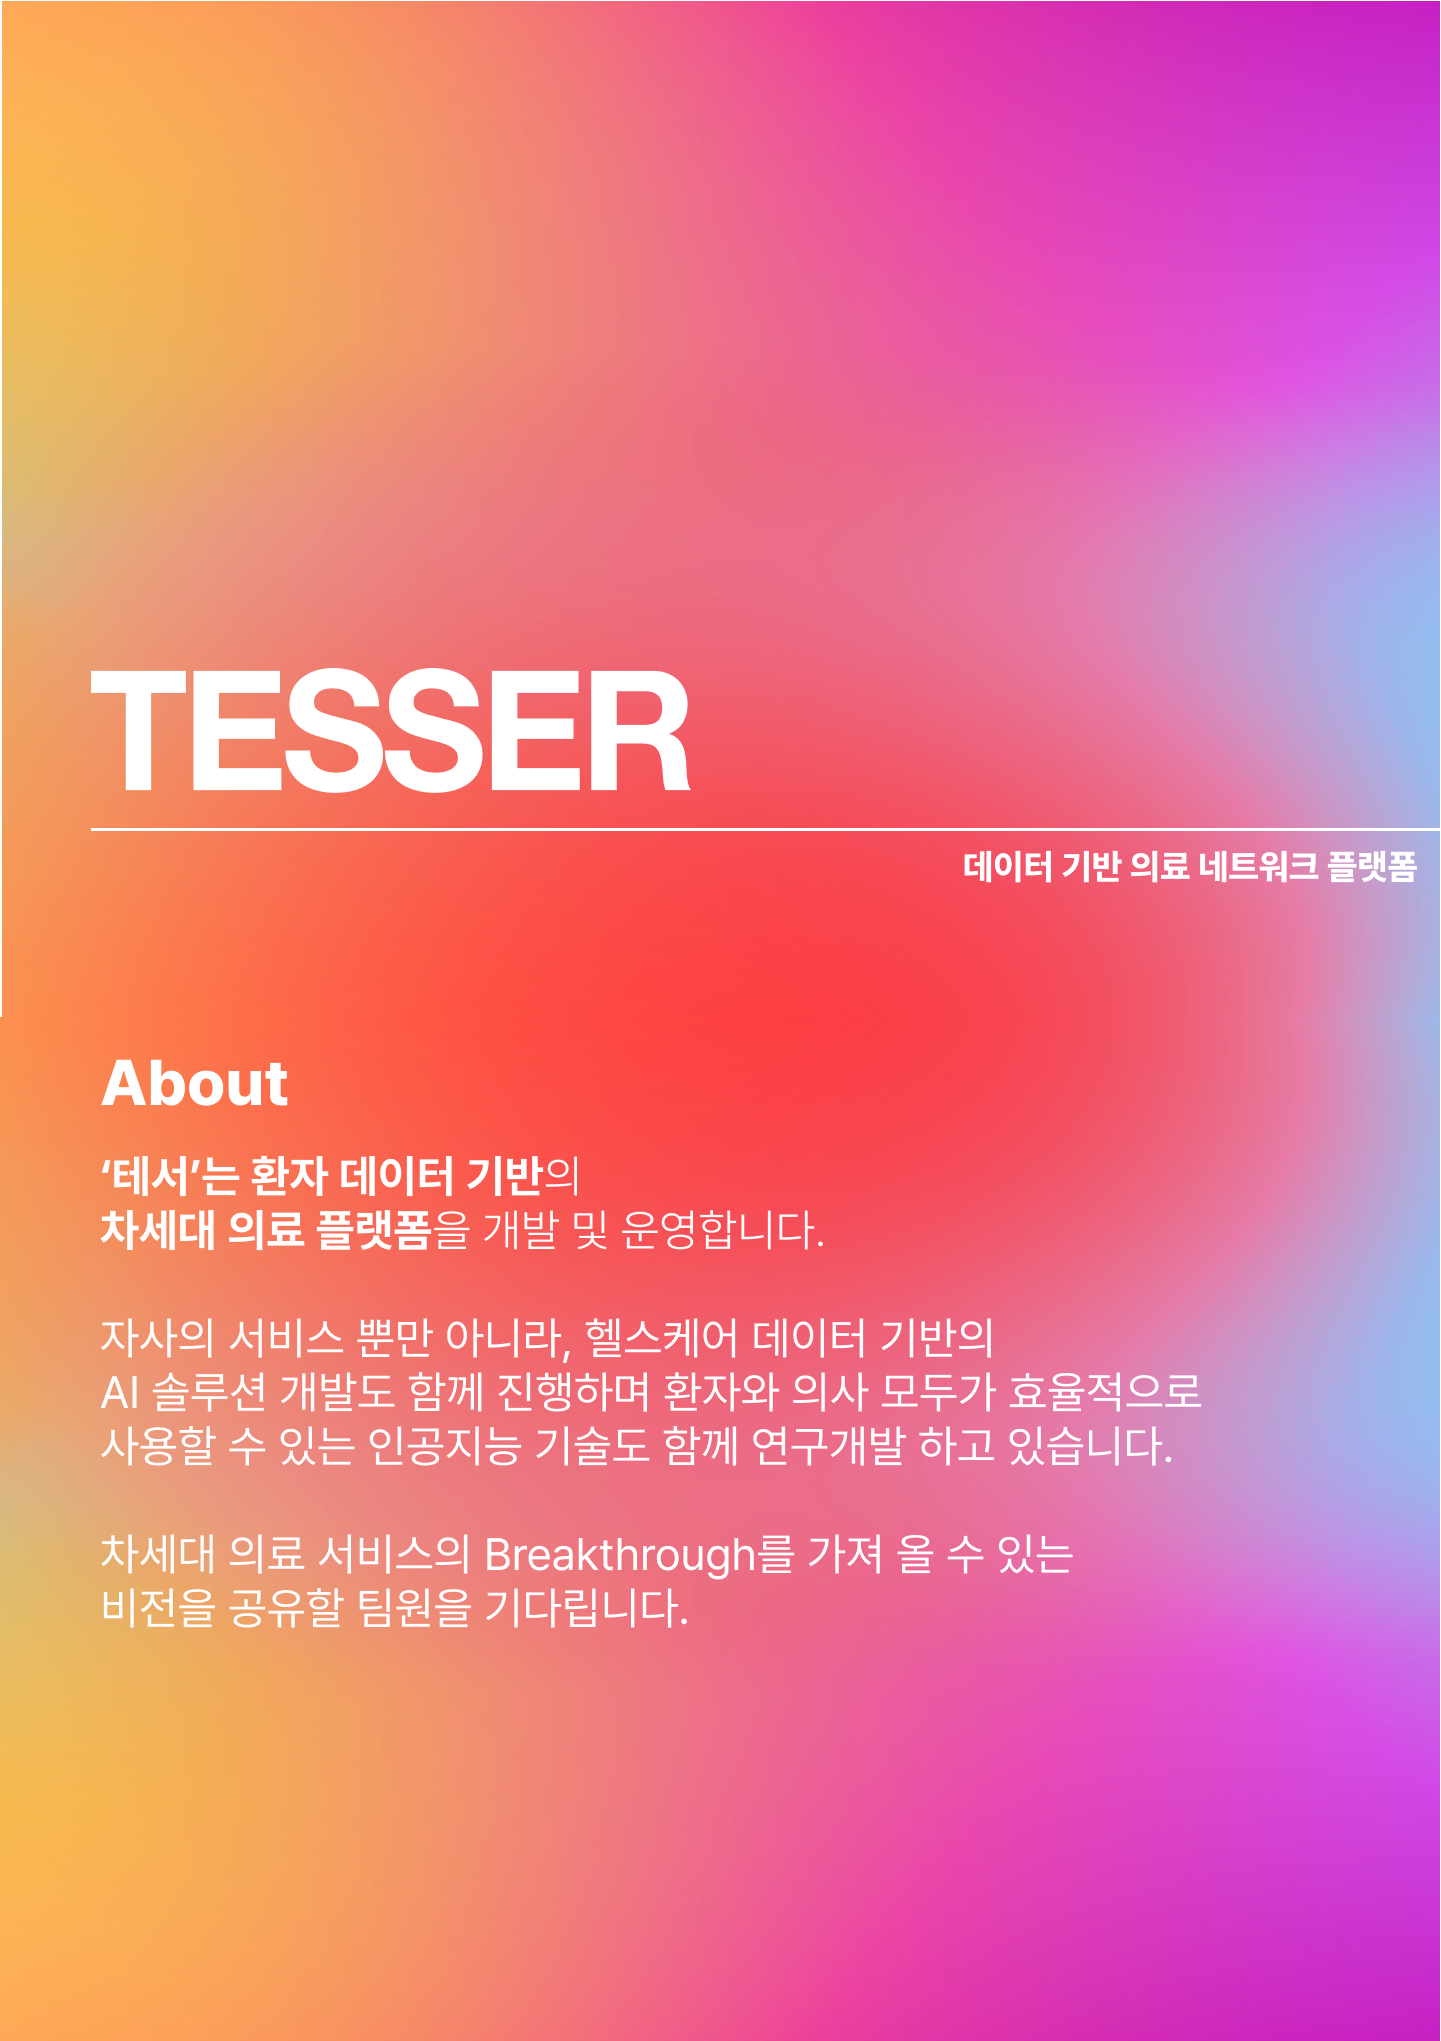 TESSER
데이터 기반 의료 네트워크 플랫폼
About
‘테서’는 환자 데이터 기반의
차세대 의료 플랫폼을 개발 및 운영합니다.
자사의 서비스 뿐만 아니라, 헬스케어 데이터 기반의
AI 솔루션 개발도 함께 진행하며 환자와 의사 모두가 효율적으로
사용할 수 있는 인공지능 기술도 함께 연구개발 하고 있습니다.
차세대 의료 서비스의 Breakthrough를 가져 올 수 있는
비전을 공유할 팀원을 기다립니다.